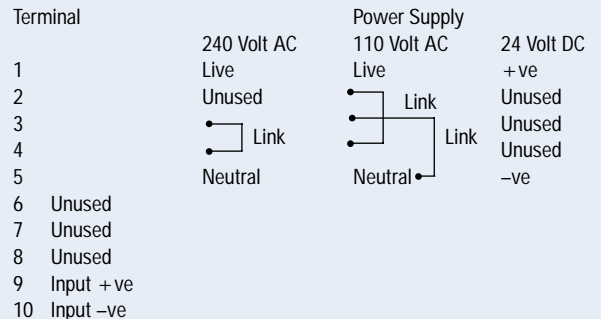 Terminal Power Supply
240 Volt AC 110 Volt AC 24 Volt DC
1 Live Live +ve
2 Unused Link Unused
3 Link Link Unused
4 Unused
5 Neutral Neutral –ve
6 Unused
7 Unused
8 Unused
9 Input +ve
10 Input –ve